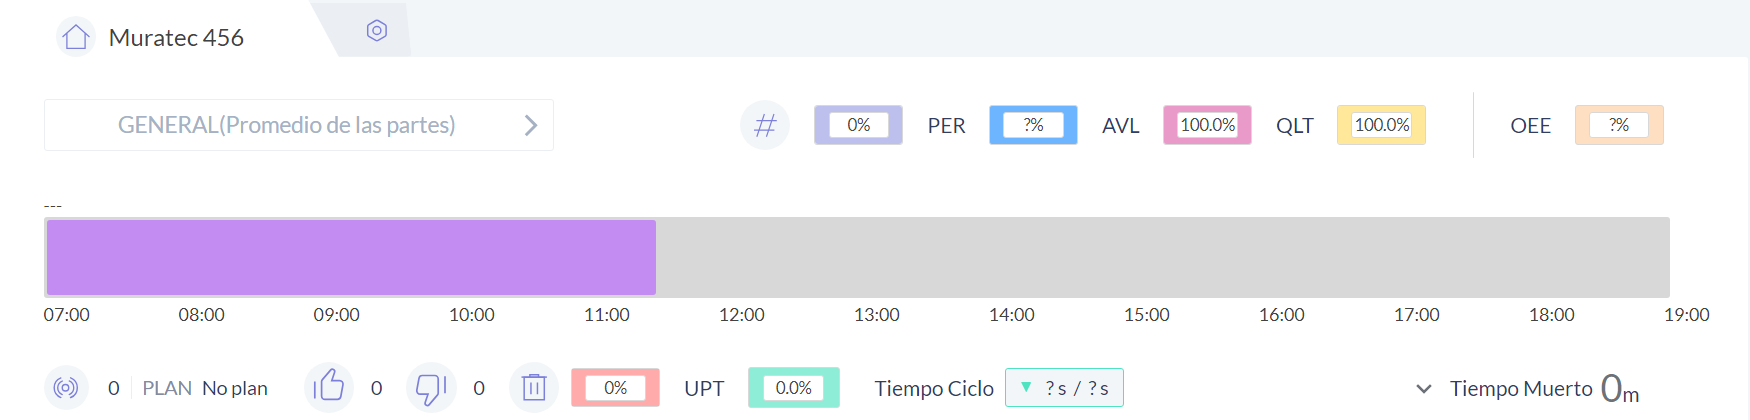 Muratec 456
GENERAL(Promedio de las partes)
# 0% PER ?% AVL 100.0% QLT 100.0% OEE ?%
---
07:00 08:00 09:00 10:00 11:00 12:00 13:00 14:00 15:00 16:00 17:00 18:00 19:00
0 PLAN No plan 0 0 0% UPT 0.0% Tiempo Ciclo ? s / ? s Tiempo Muerto 0m